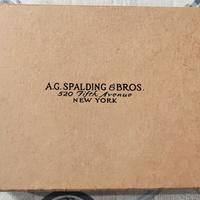 A.G. SPALDING & BROS.
520 Fifth Avenue
NEW YORK